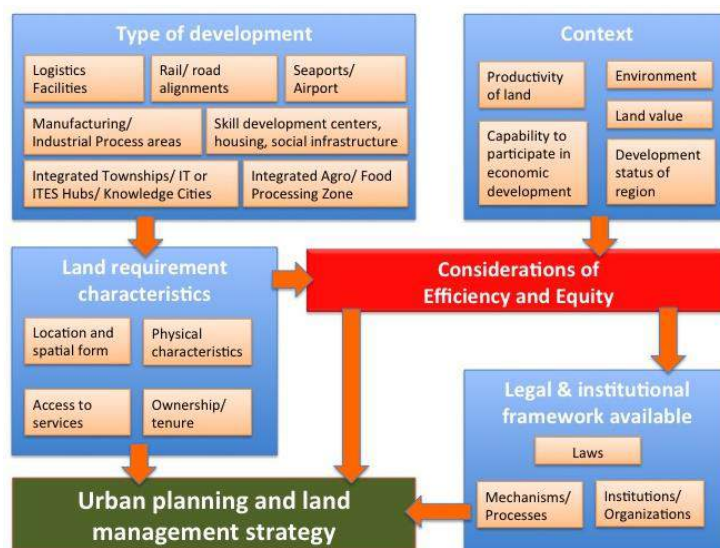 Type of development
Logistics
Facilities
Rail/ road
alignments
Seaports/
Airport
Manufacturing/
Industrial Process areas
Skill development centers,
housing, social infrastructure
Integrated Townships/ IT or
ITES Hubs/ Knowledge Cities
Integrated Agro/ Food
Processing Zone
Context
Productivity
of land
Environment
Land value
Capability to
participate in
economic
development
Development
status of
region
Land requirement
characteristics
Location and
spatial form
Physical
characteristics
Access to
services
Ownership/
tenure
Considerations of
Efficiency and Equity
Legal & institutional
framework available
Laws
Mechanisms/
Processes
Institutions/
Organizations
Urban planning and land
management strategy